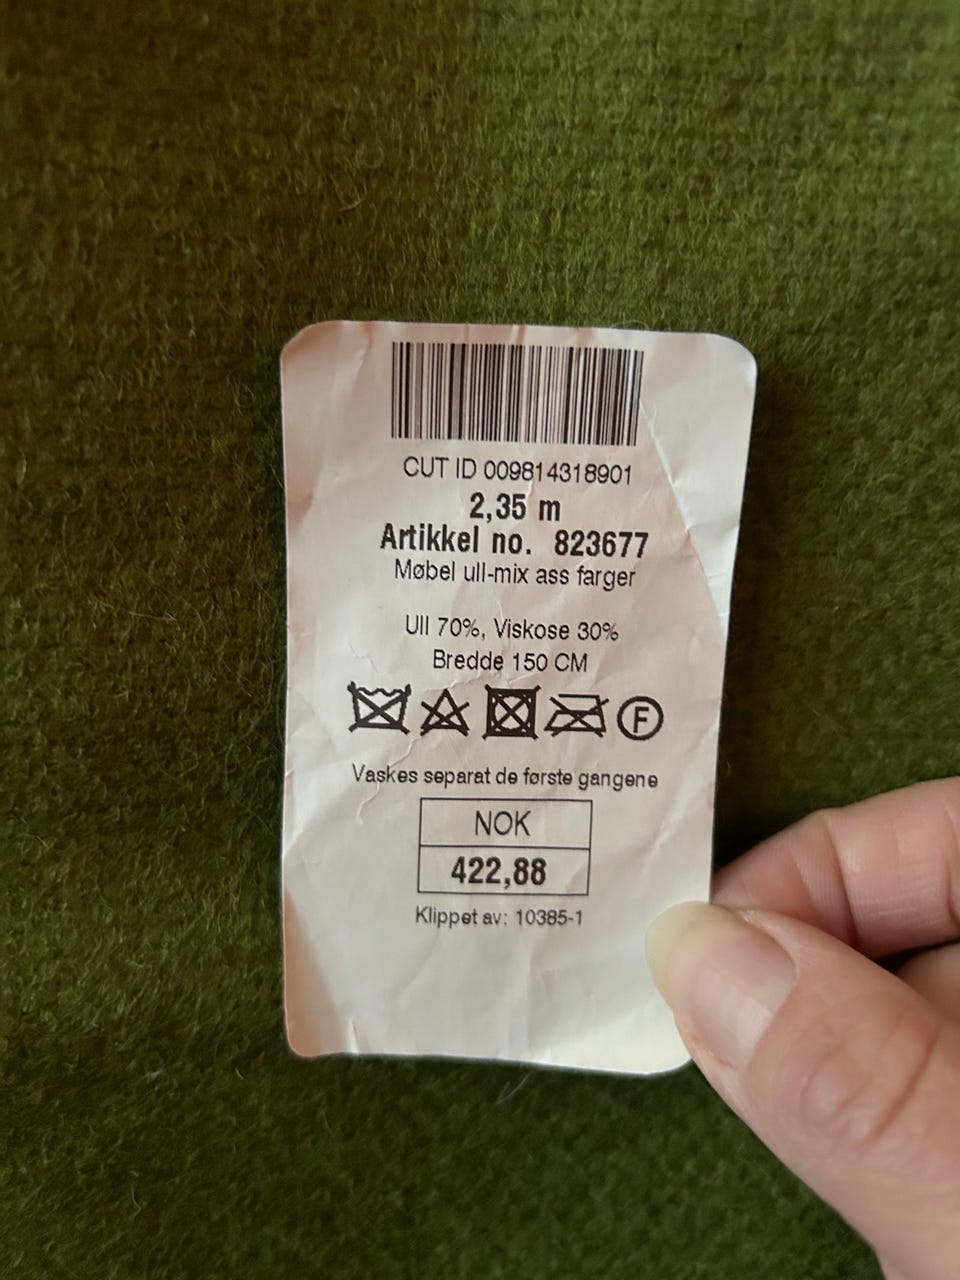 CUT ID 009814318901
2,35 m
Artikkel no. 823677
Møbel ull-mix ass farger
Ull 70%, Viskose 30%
Bredde 150 CM
F
Vaskes separat de første gangene
NOK
422,88
Klippet av: 10385-1